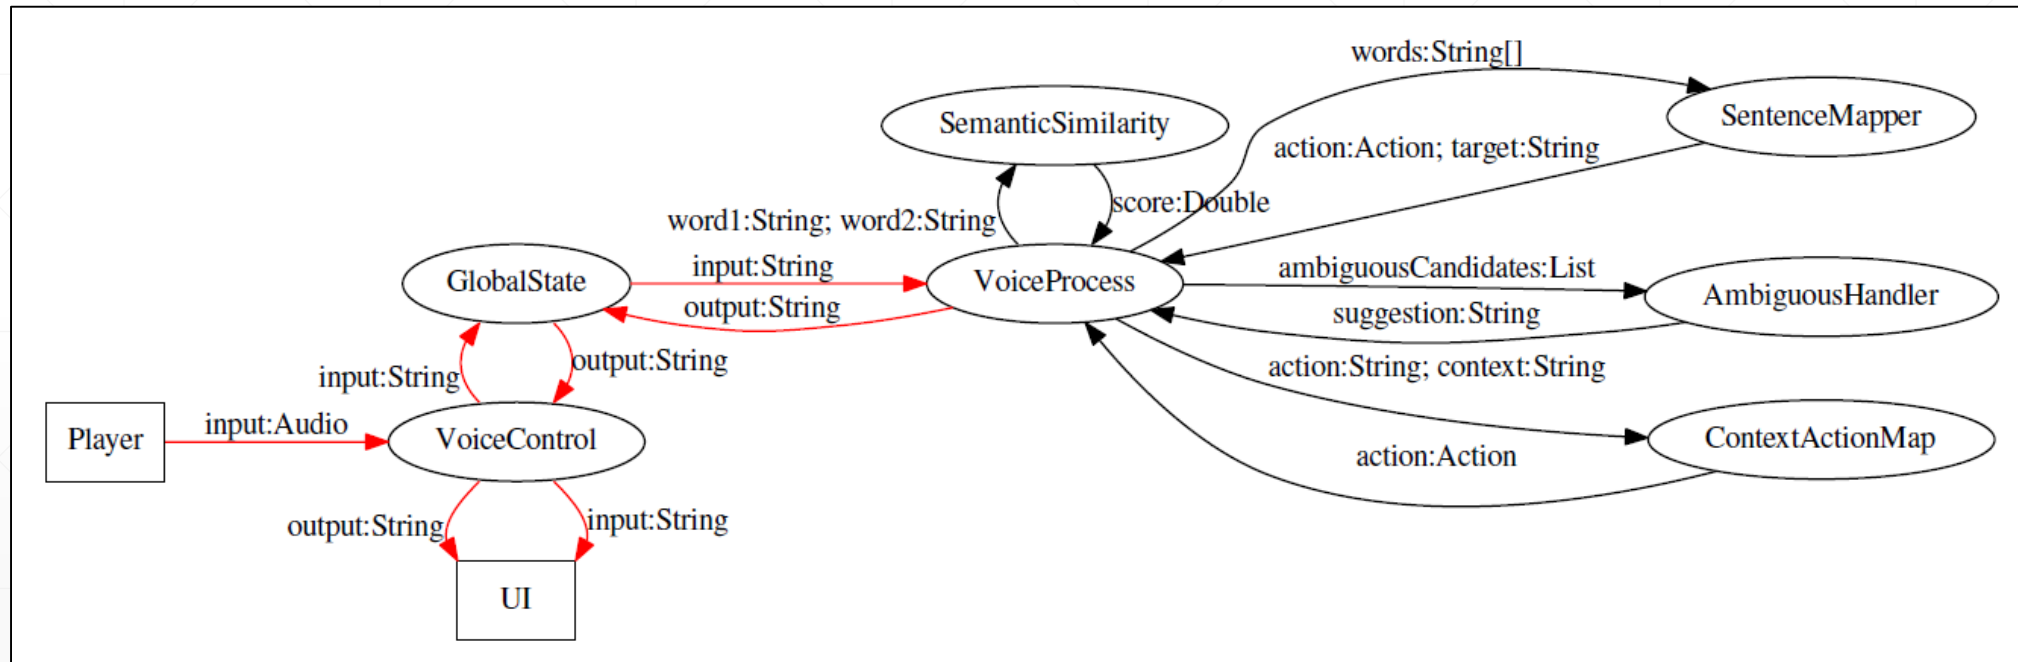 words:String[]
SemanticSimilarity
SentenceMapper
action:Action; target:String
score:Double
word1:String; word2:String
input:String
ambiguousCandidates:List
GlobalState
VoiceProcess
AmbiguousHandler
output:String
suggestion:String
output:String
action:String; context:String
input:String
Player
input:Audio
VoiceControl
ContextActionMap
action:Action
output:String
input:String
UI